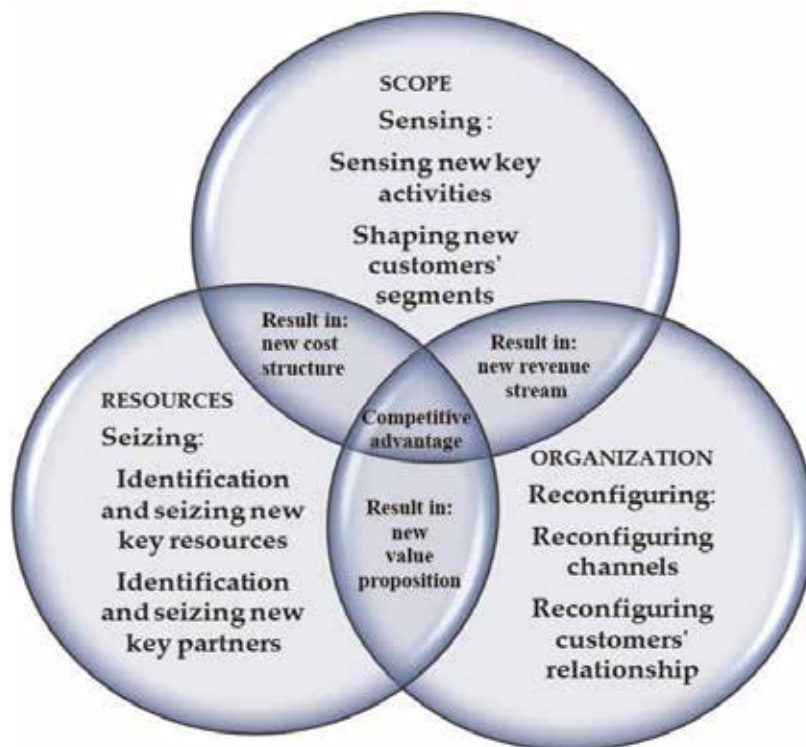 SCOPE
Sensing :
Sensing new key
activities
Shaping new
customers'
segments
Result in:
new cost
structure
Result in:
new revenue
stream
RESOURCES
Seizing:
Identification
and seizing new
key resources
Identification
and seizing new
key partners
Competitive
advantage
Result in:
new
value
proposition
ORGANIZATION
Reconfiguring:
Reconfiguring
channels
Reconfiguring
customers'
relationship